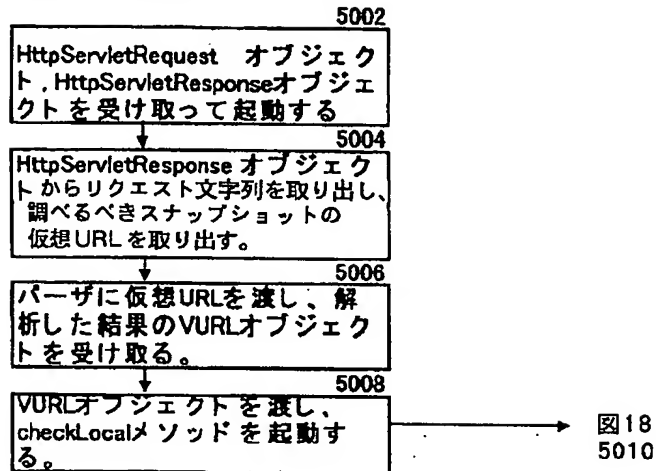 5002
HttpServletRequest オブジェク
ト,HttpServletResponseオブジェ
クトを受け取って起動する
5004
HttpServletResponse オブジェク
トからリクエスト文字列を取り出し、
調べるべきスナップショットの
仮想URLを取り出す。
5006
パーザに仮想URLを渡し、解
析した結果のVURLオブジェク
トを受け取る。
5008
VURLオブジェクトを渡し、
checkLocalメソッドを起動す
る。
図18
5010